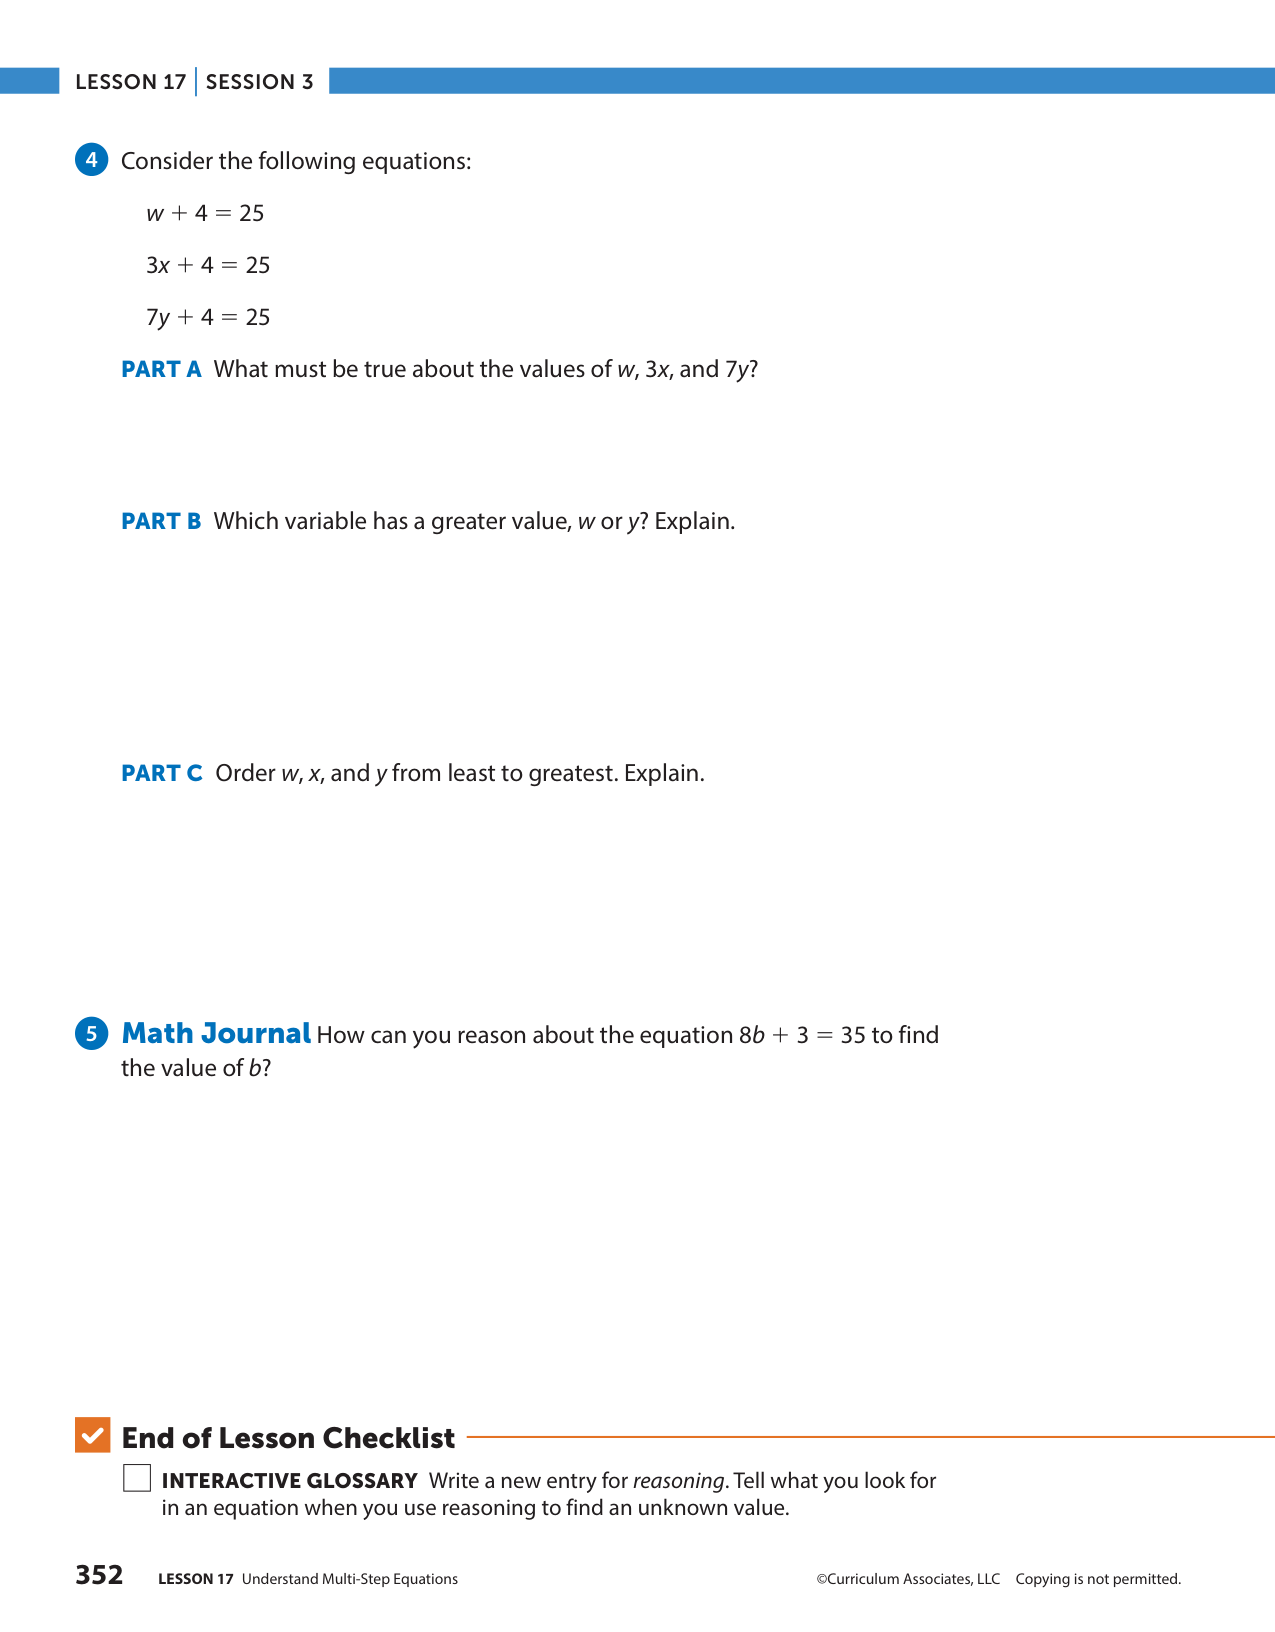 LESSON 17 | SESSION 3
4 Consider the following equations:
w + 4 = 25
3x + 4 = 25
7y + 4 = 25
PART A What must be true about the values of w, 3x, and 7y?
PART B Which variable has a greater value, w or y? Explain.
PART C Order w, x, and y from least to greatest. Explain.
5 Math Journal How can you reason about the equation 8b + 3 = 35 to find
the value of b?
End of Lesson Checklist
INTERACTIVE GLOSSARY Write a new entry for reasoning. Tell what you look for
in an equation when you use reasoning to find an unknown value.
352 LESSON 17 Understand Multi-Step Equations ©Curriculum Associates, LLC Copying is not permitted.